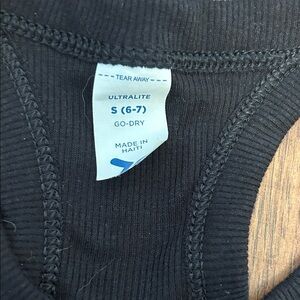 TEAR AWAY
ULTRALITE
S (6-7)
GO-DRY
MADE IN
HAITI